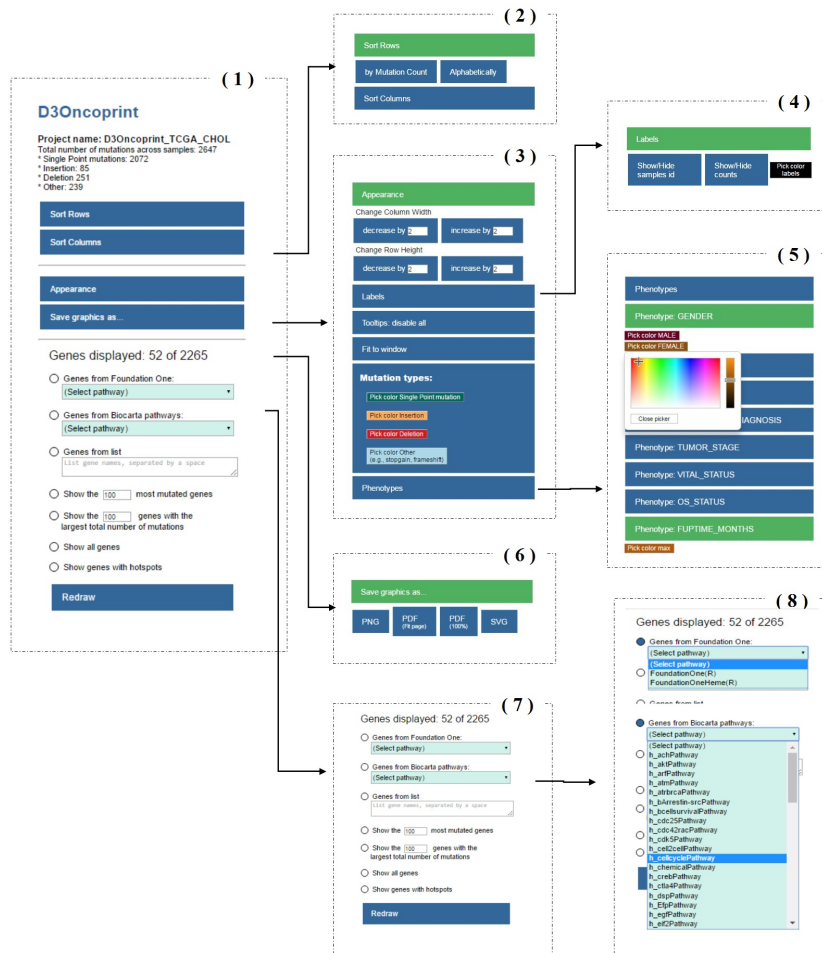 ( 1 )
D3Oncoprint
Project name: D3Oncoprint_TCGA_CHOL
Total number of mutations across samples: 2647
* Single Point mutations: 2072
* Insertion: 85
* Deletion 251
* Other: 239
Sort Rows
Sort Columns
Appearance
Save graphics as...
Genes displayed: 52 of 2265
Genes from Foundation One:
(Select pathway)
Genes from Biocarta pathways:
(Select pathway)
Genes from list
List gene names, separated by a space
Show the 100 most mutated genes
Show the 100 genes with the
largest total number of mutations
Show all genes
Show genes with hotspots
Redraw
( 2 )
Sort Rows
by Mutation Count Alphabetically
Sort Columns
( 3 )
Appearance
Change Column Width
decrease by 2 increase by 2
Change Row Height
decrease by 2 increase by 2
Labels
Tooltips: disable all
Fit to window
Mutation types:
Pick color Single Point mutation
Pick color Insertion
Pick color Deletion
Pick color Other
(e.g., stopgain, frameshift)
Phenotypes
( 4 )
Labels
Show/Hide
samples id
Show/Hide
counts
Pick color
labels
( 5 )
Phenotypes
Phenotype: GENDER
Pick color MALE
Pick color FEMALE
Close picker
IAGNOSIS
Phenotype: TUMOR_STAGE
Phenotype: VITAL_STATUS
Phenotype: OS_STATUS
Phenotype: FUPTIME_MONTHS
Pick color max
( 6 )
Save graphics as...
PNG
PDF
(Fit page)
PDF
(100%)
SVG
( 7 )
Genes displayed: 52 of 2265
Genes from Foundation One:
(Select pathway)
Genes from Biocarta pathways:
(Select pathway)
Genes from list
List gene names, separated by a space
Show the 100 most mutated genes
Show the 100 genes with the
largest total number of mutations
Show all genes
Show genes with hotspots
Redraw
( 8 )
Genes displayed: 52 of 2265
Genes from Foundation One:
(Select pathway)
(Select pathway)
FoundationOne(R)
FoundationOneHeme(R)
Genes from list
Genes from Biocarta pathways:
(Select pathway)
(Select pathway)
h_achPathway
h_aktPathway
h_arfPathway
h_atmPathway
h_atrbrcaPathway
h_bArrestin-srcPathway
h_bcellsurvivalPathway
h_cdc25Pathway
h_cdc42racPathway
h_cdk5Pathway
h_cell2cellPathway
h_cellcyclePathway
h_chemicalPathway
h_crebPathway
h_ctla4Pathway
h_dspPathway
h_EfpPathway
h_egfPathway
h_eif2Pathway